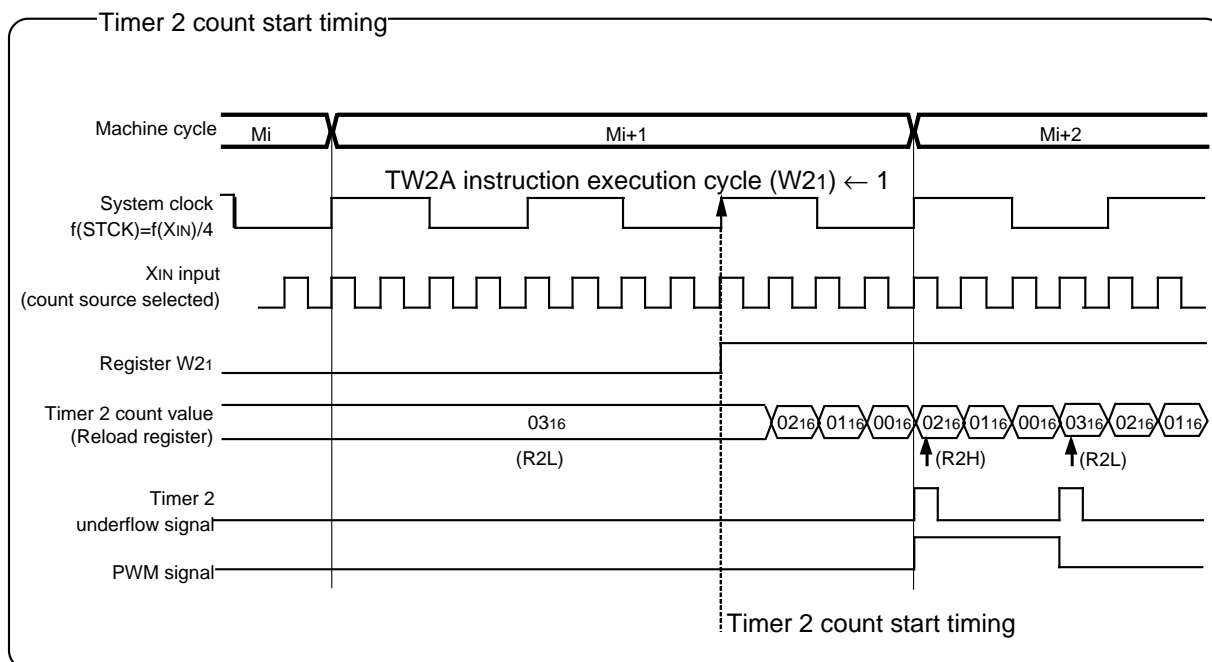 Timer 2 count start timing
Machine cycle
Mi
Mi+1
Mi+2
TW2A instruction execution cycle (W21) ← 1
System clock
f(STCK)=f(XIN)/4
XIN input
(count source selected)
Register W21
Timer 2 count value
(Reload register)
0316
0216
0116
0016
0216
0116
0016
0316
0216
0116
(R2L)
(R2H)
(R2L)
Timer 2
underflow signal
PWM signal
Timer 2 count start timing